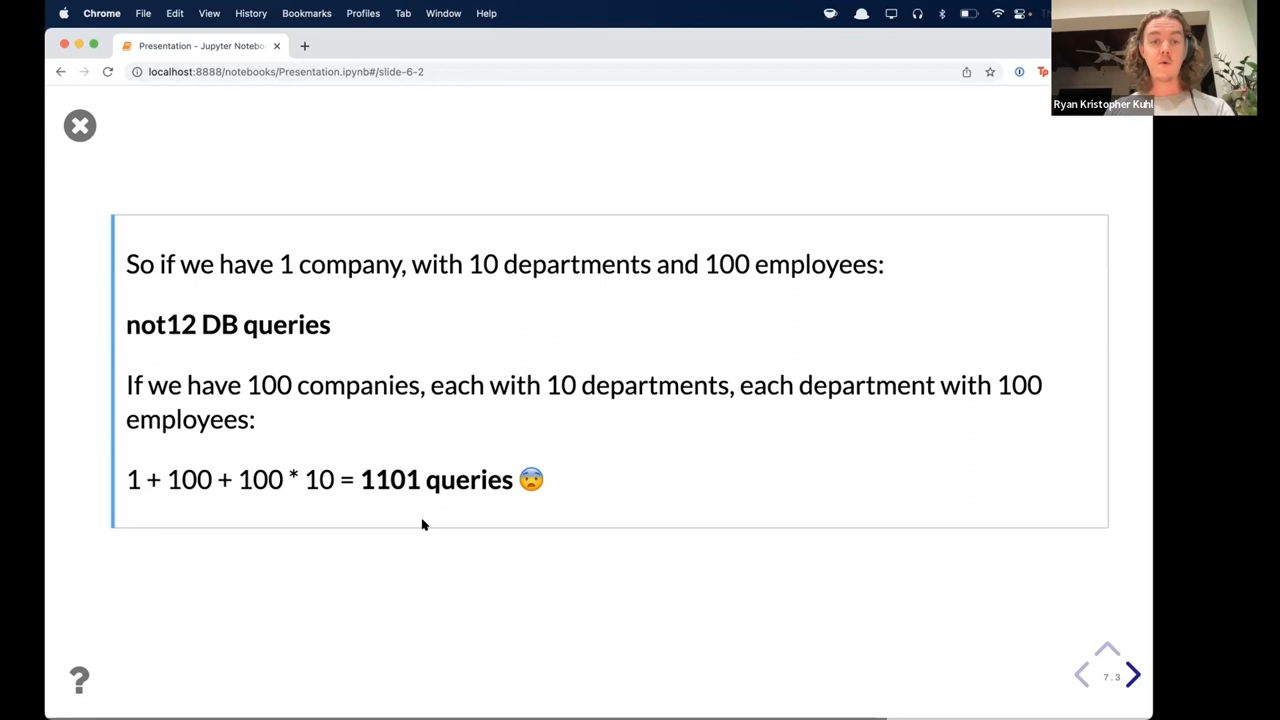 Chrome File Edit View History Bookmarks Profiles Tab Window Help
Presentation - Jupyter Notebo
localhost:8888/notebooks/Presentation.ipynb#/slide-6-2
Tp
Ryan Kristopher Kuhl
So if we have 1 company, with 10 departments and 100 employees:
not12 DB queries
If we have 100 companies, each with 10 departments, each department with 100
employees:
1 + 100 + 100 * 10 = 1101 queries 😨
?
7.3